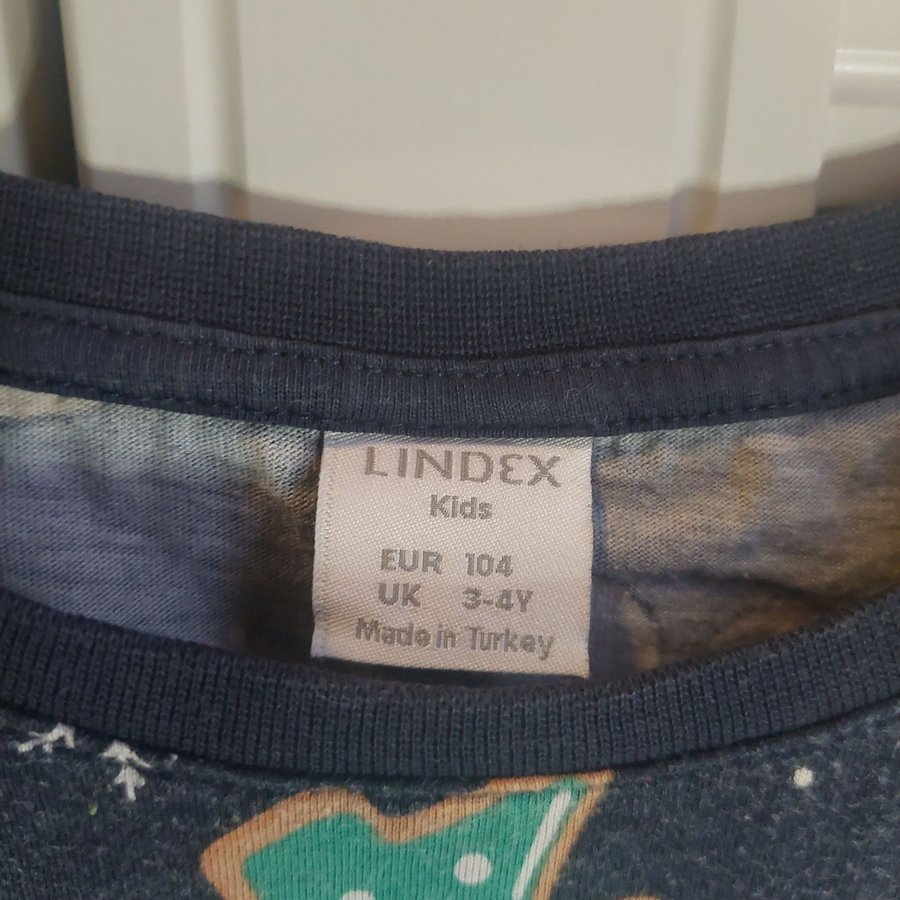 LINDEX
Kids
EUR 104
UK 3-4Y
Made in Turkey